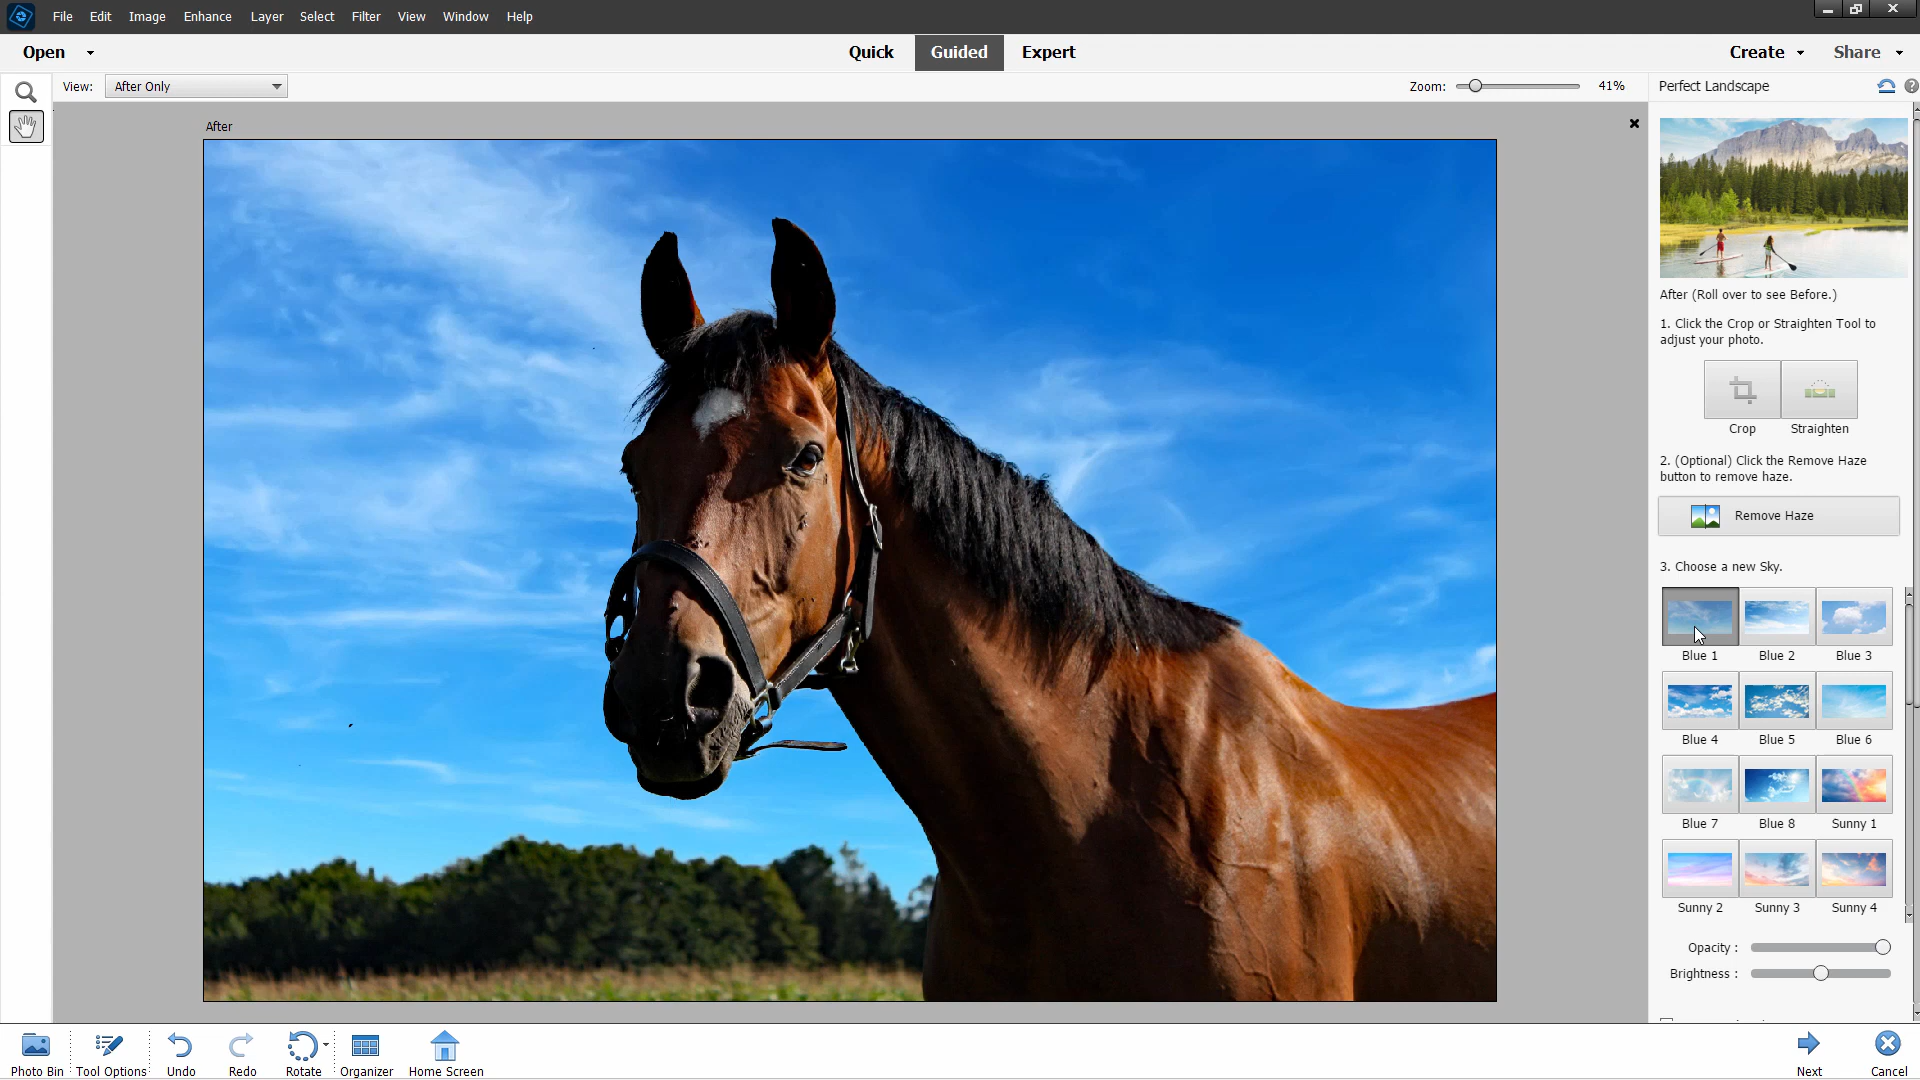 File Edit Image Enhance Layer Select Filter View Window Help
Open Quick Guided Expert Create Share
View: After Only Zoom: 41% Perfect Landscape
After
After (Roll over to see Before.)
1. Click the Crop or Straighten Tool to
adjust your photo.
Crop Straighten
2. (Optional) Click the Remove Haze
button to remove haze.
Remove Haze
3. Choose a new Sky.
Blue 1 Blue 2 Blue 3
Blue 4 Blue 5 Blue 6
Blue 7 Blue 8 Sunny 1
Sunny 2 Sunny 3 Sunny 4
Opacity :
Brightness :
Photo Bin Tool Options Undo Redo Rotate Organizer Home Screen Next Cancel